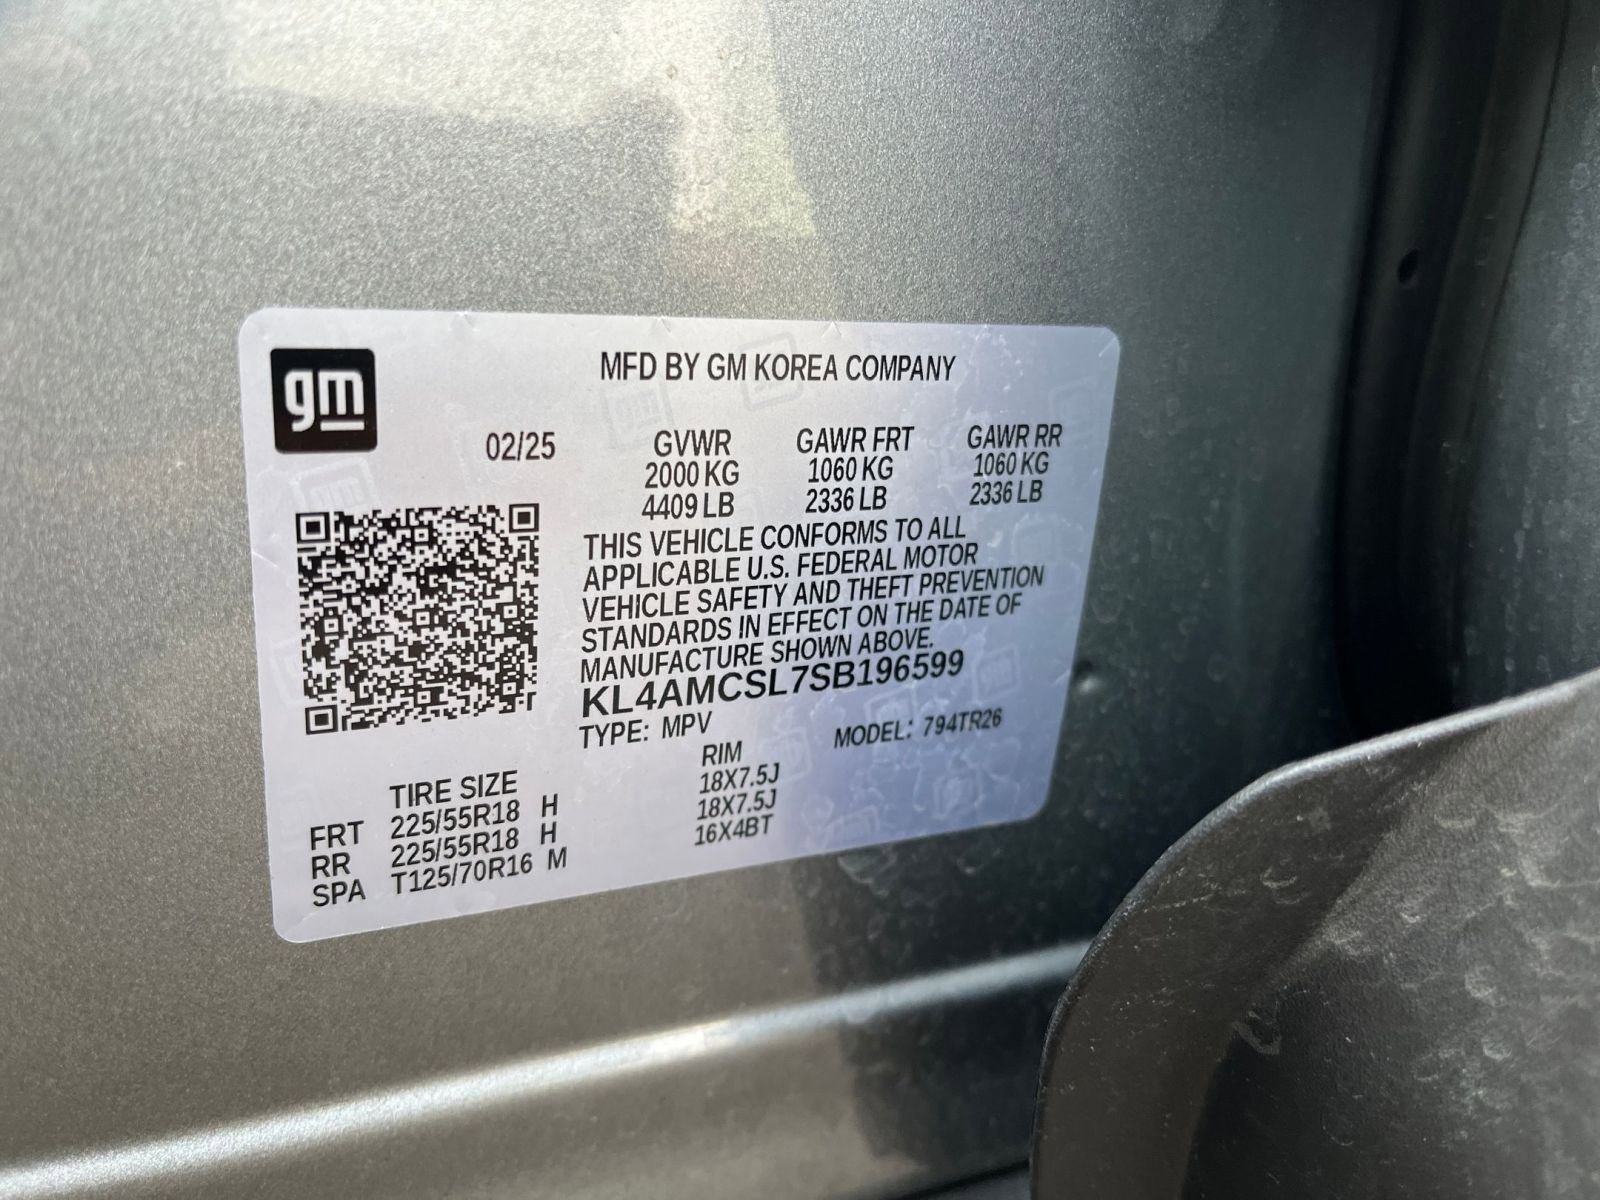 gm
MFD BY GM KOREA COMPANY
02/25
GVWR GAWR FRT GAWR RR
2000 KG 1060 KG 1060 KG
4409 LB 2336 LB 2336 LB
THIS VEHICLE CONFORMS TO ALL
APPLICABLE U.S. FEDERAL MOTOR
VEHICLE SAFETY AND THEFT PREVENTION
STANDARDS IN EFFECT ON THE DATE OF
MANUFACTURE SHOWN ABOVE.
KL4AMCSL7SB196599
TYPE: MPV MODEL: 794TR26
TIRE SIZE RIM
FRT 225/55R18 H 18X7.5J
RR 225/55R18 H 18X7.5J
SPA T125/70R16 M 16X4BT